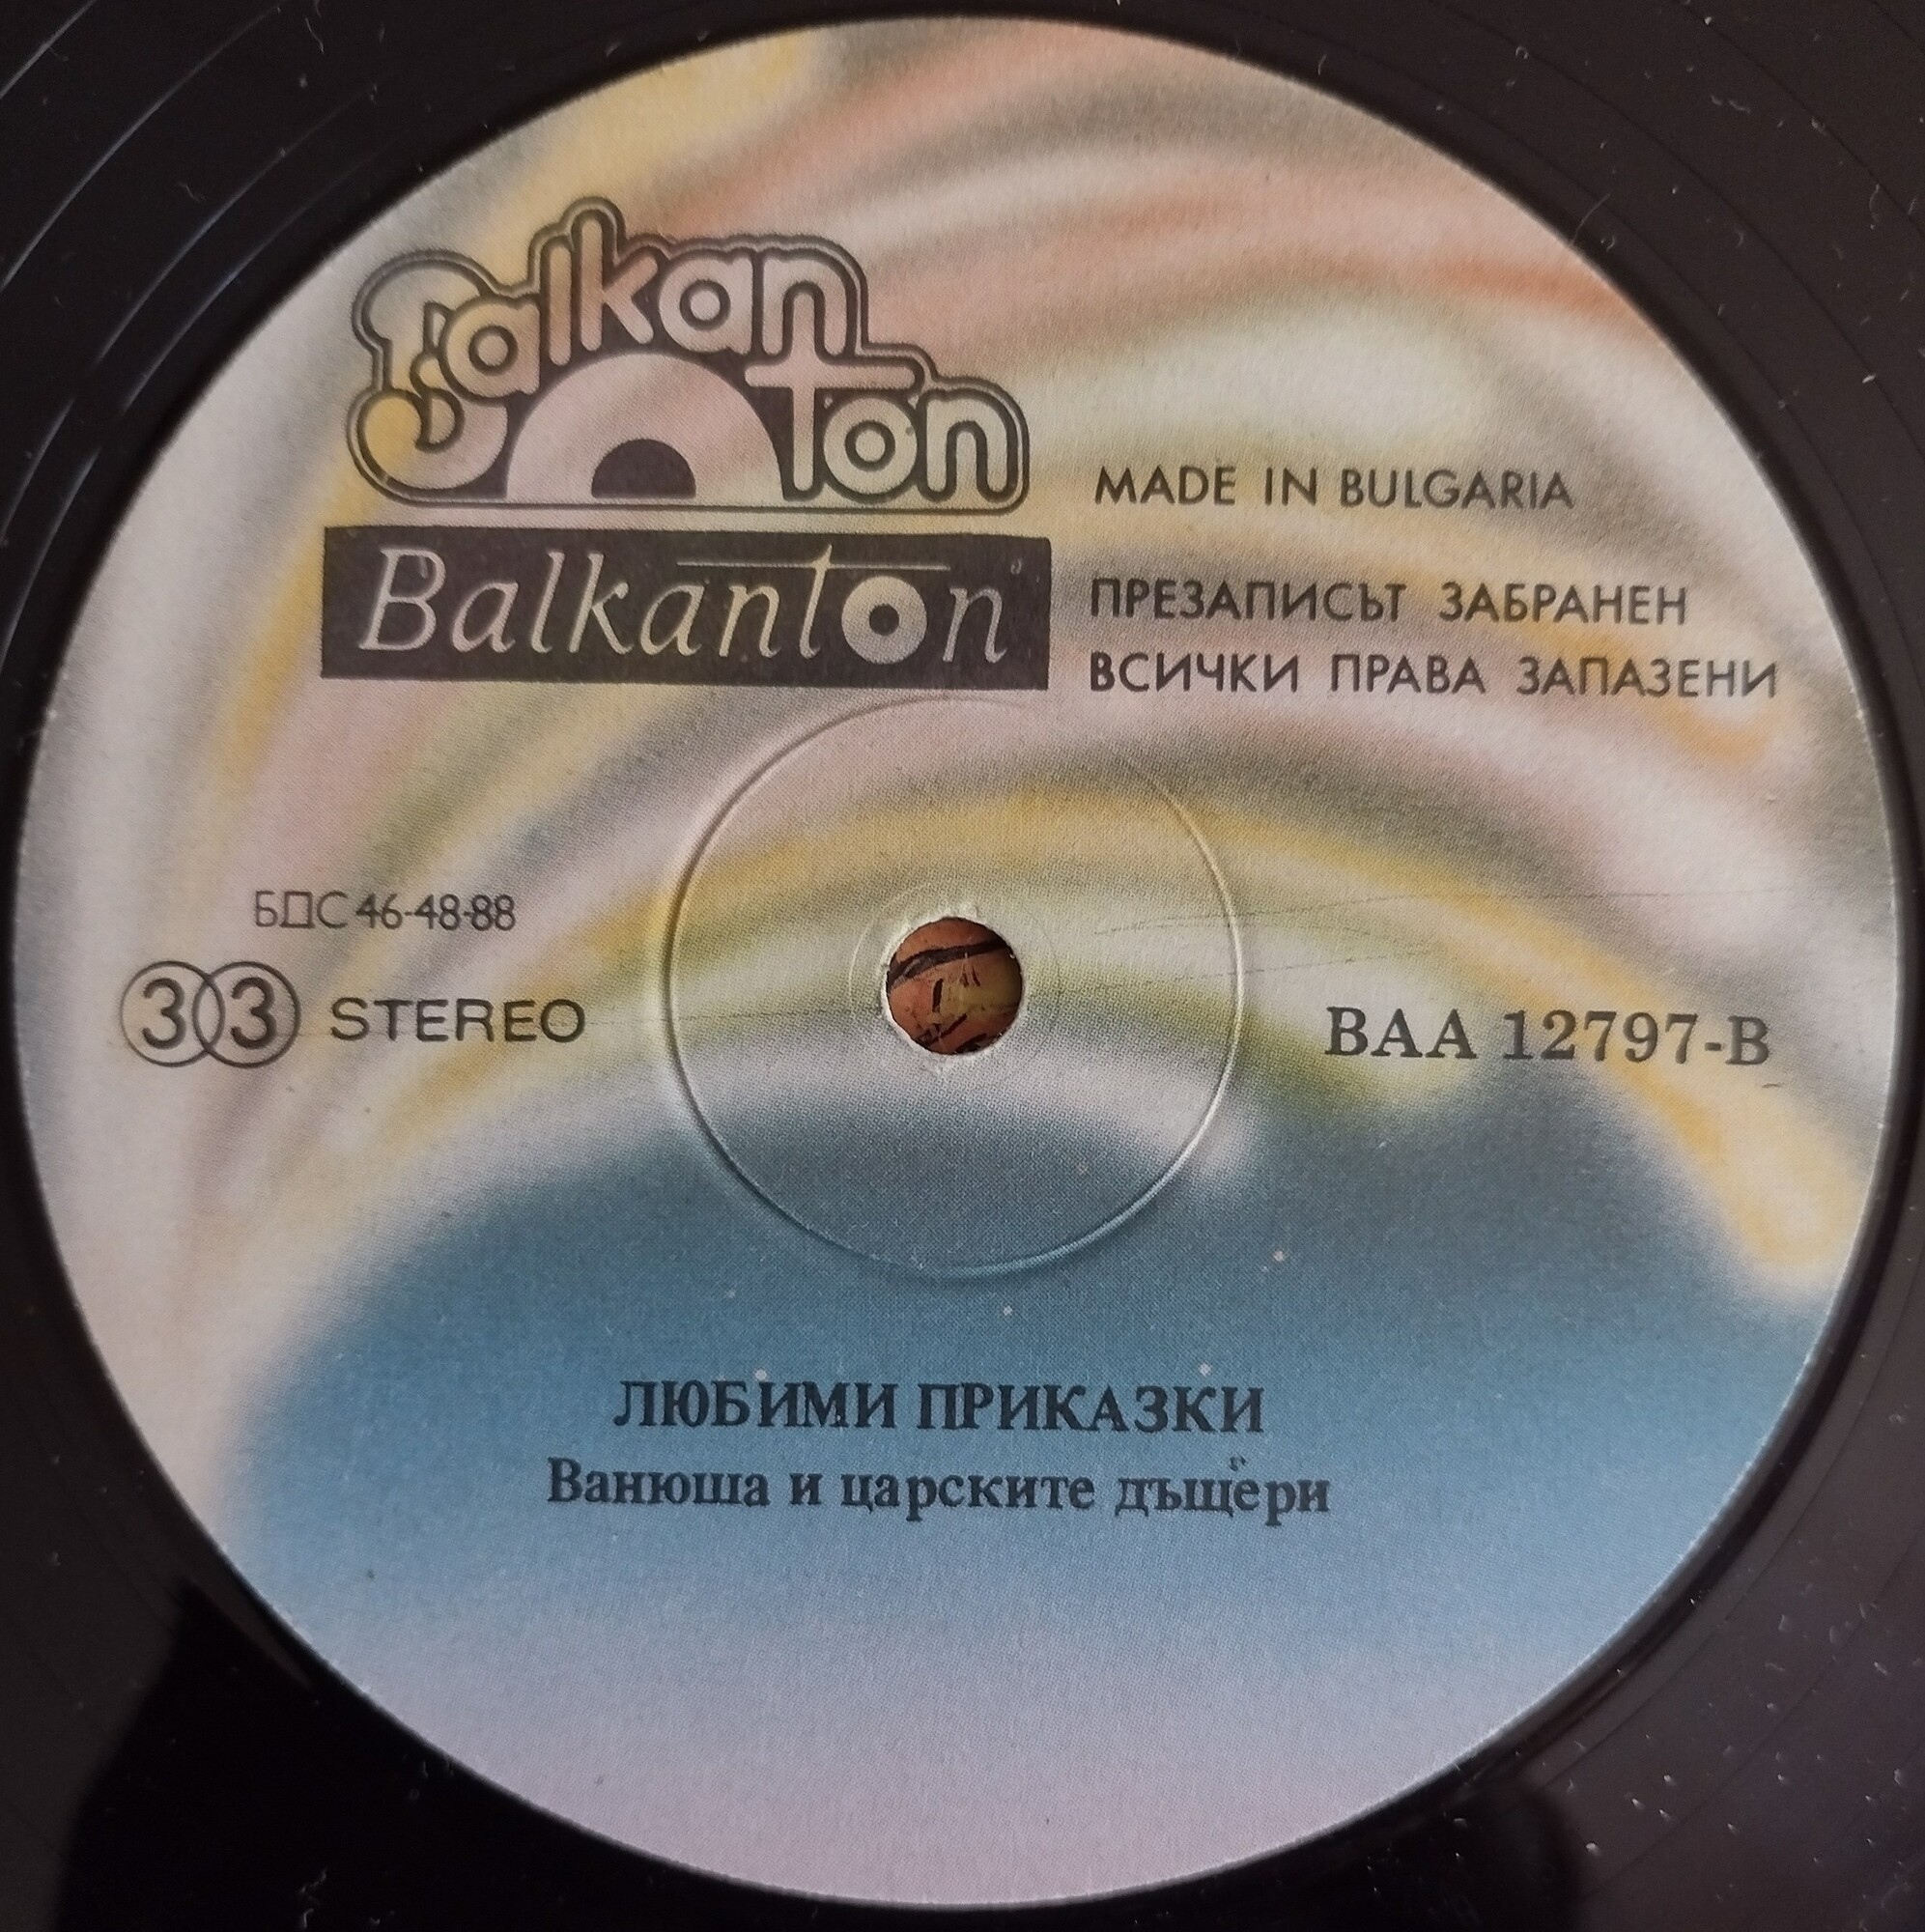 Balkanton
Balkanton
MADE IN BULGARIA
ПРЕЗАПИСЪТ ЗАБРАНЕН
ВСИЧКИ ПРАВА ЗАПАЗЕНИ
БДС 46-48-88
33 STEREO
ВАА 12797-В
ЛЮБИМИ ПРИКАЗКИ
Ванюша и царските дъщери